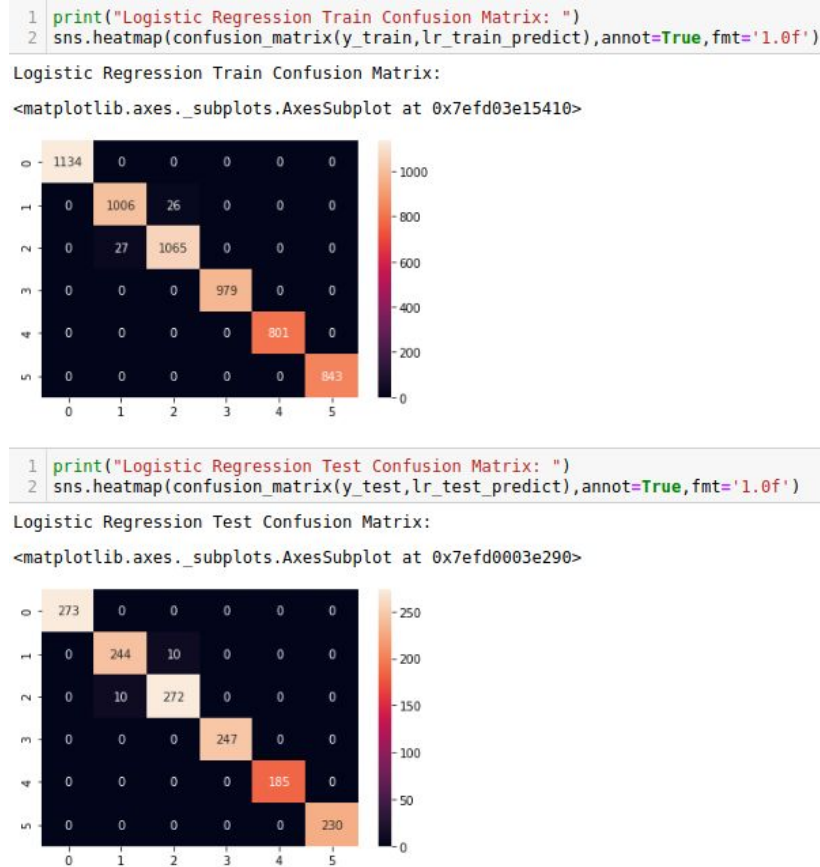 1 print("Logistic Regression Train Confusion Matrix: ")
2 sns.heatmap(confusion_matrix(y_train,lr_train_predict),annot=True,fmt='1.0f')
Logistic Regression Train Confusion Matrix:
<matplotlib.axes._subplots.AxesSubplot at 0x7efd03e15410>
0 1134 0 0 0 0 0
1000
1 0 1006 26 0 0 0
800
2 0 27 1065 0 0 0
600
3 0 0 0 979 0 0
400
4 0 0 0 0 801 0
200
5 0 0 0 0 0 843
0
0 1 2 3 4 5
1 print("Logistic Regression Test Confusion Matrix: ")
2 sns.heatmap(confusion_matrix(y_test,lr_test_predict),annot=True,fmt='1.0f')
Logistic Regression Test Confusion Matrix:
<matplotlib.axes._subplots.AxesSubplot at 0x7efd0003e290>
0 273 0 0 0 0 0
250
1 0 244 10 0 0 0
200
2 0 10 272 0 0 0
150
3 0 0 0 247 0 0
100
4 0 0 0 0 185 0
50
5 0 0 0 0 0 230
0
0 1 2 3 4 5